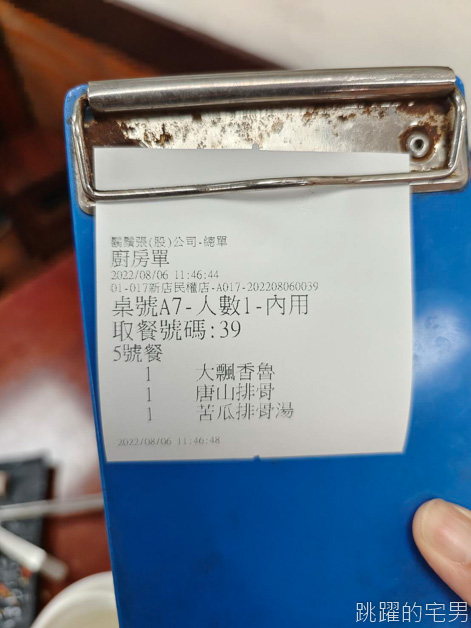 鬍鬚張(股)公司-總單
廚房單
2022/08/06 11:46:44
01-017新店民權店-A017-202208060039
桌號A7-人數1-內用
取餐號碼:39
5號餐
1 大飄香魯
1 唐山排骨
1 苦瓜排骨湯
2022/08/06 11:46:48
跳躍的宅男